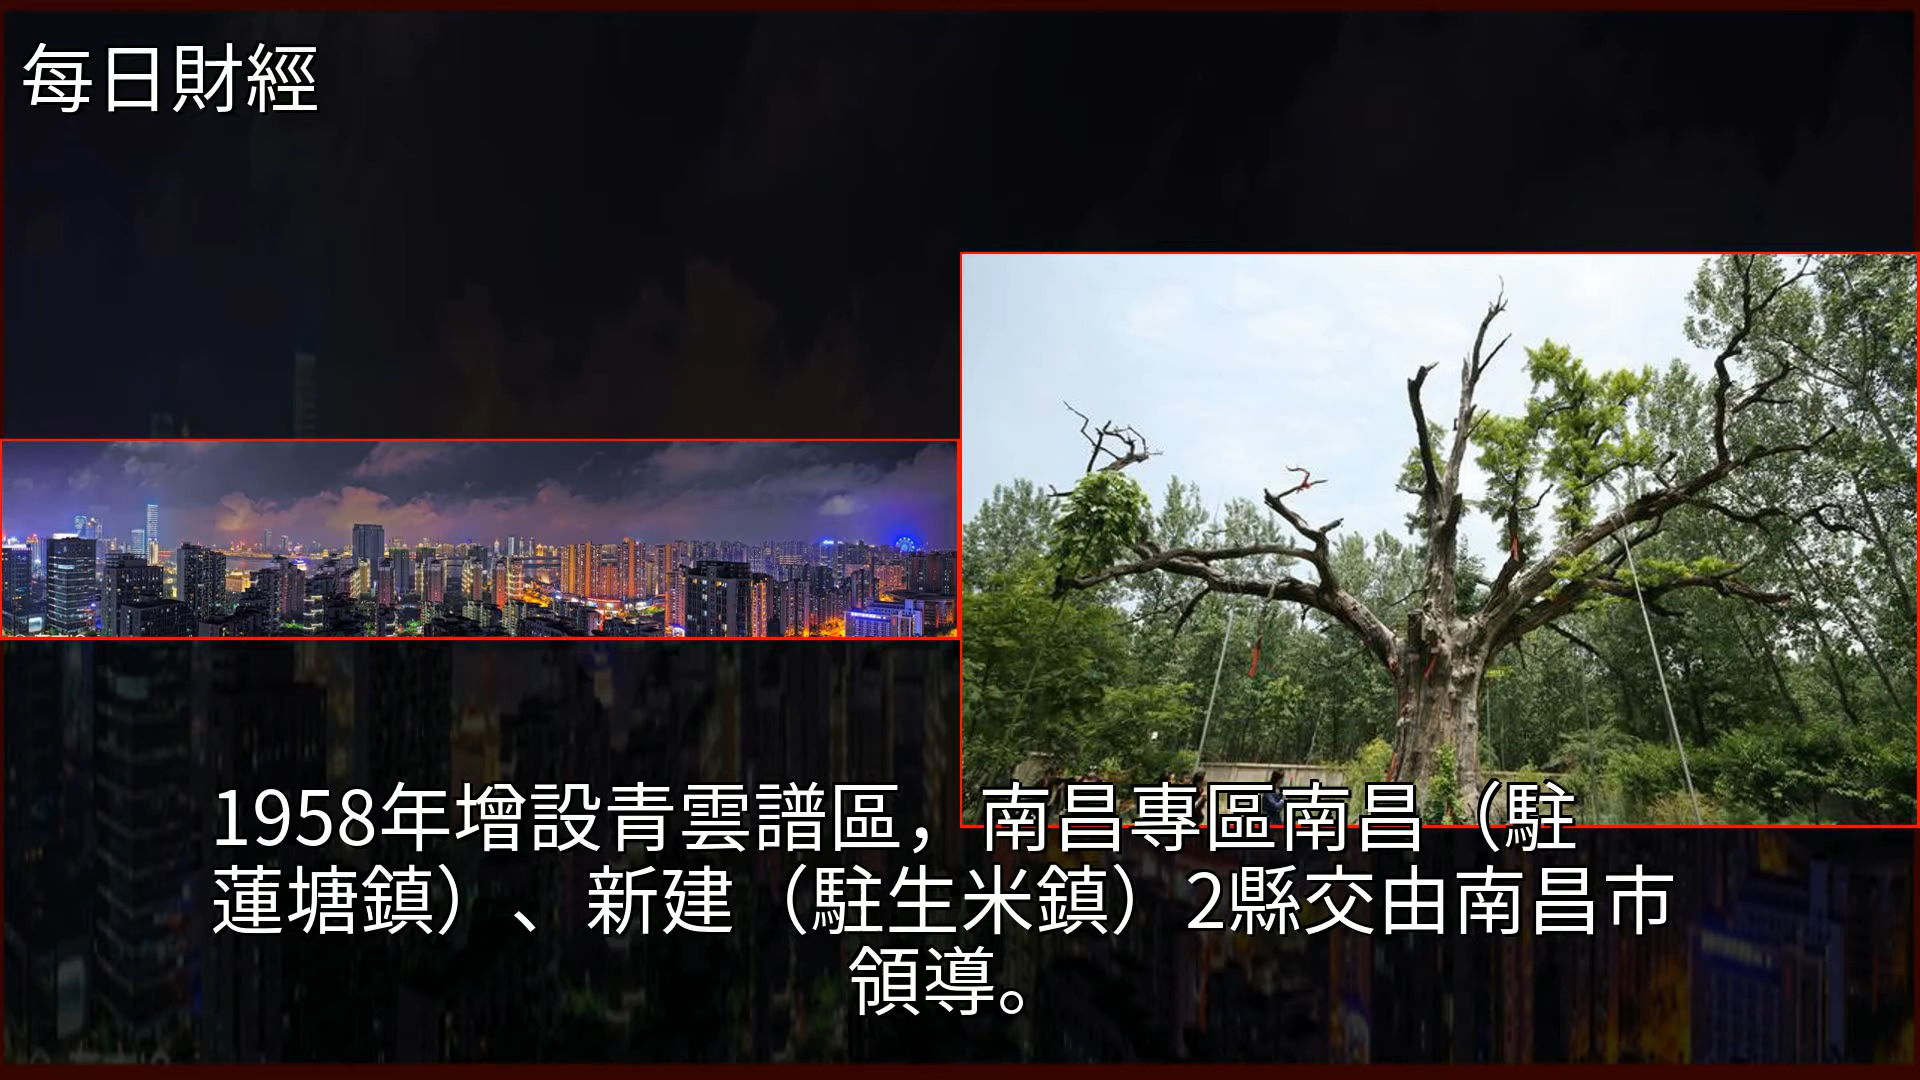 每日財經
1958年增設青雲譜區，南昌專區南昌（駐
蓮塘鎮）、新建（駐生米鎮）2縣交由南昌市
領導。